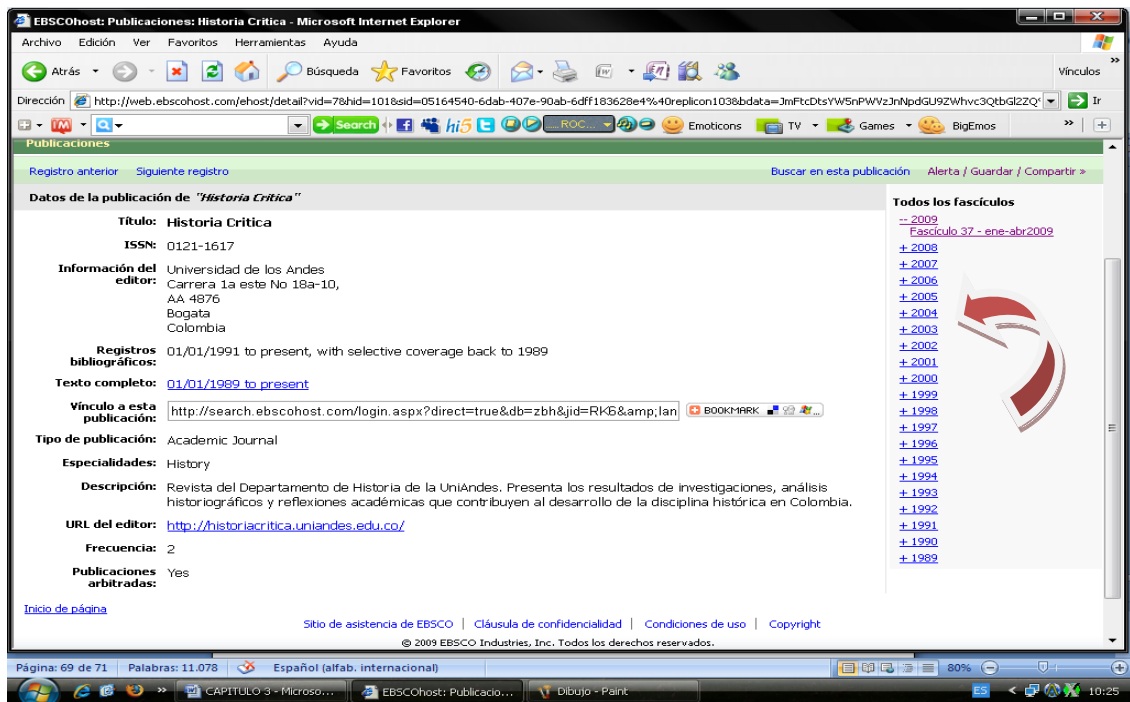 EBSCOhost: Publicaciones: Historia Critica - Microsoft Internet Explorer
Archivo Edición Ver Favoritos Herramientas Ayuda
Atrás Búsqueda Favoritos Vínculos »
Dirección http://web.ebscohost.com/ehost/detail?vid=7&hid=101&sid=05164540-6dab-407e-90ab-6dff183628e4%40replicon103&bdata= Ir
Search hi5 ROC... Emoticons TV Games BigEmos »
Publicaciones
Registro anterior Siguiente registro Buscar en esta publicación Alerta / Guardar / Compartir »
Datos de la publicación de "Historia Critica"
Título: Historia Critica
ISSN: 0121-1617
Información del editor: Universidad de los Andes
Carrera 1a este No 18a-10,
AA 4876
Bogata
Colombia
Registros bibliográficos: 01/01/1991 to present, with selective coverage back to 1989
Texto completo: 01/01/1989 to present
Vínculo a esta publicación: http://search.ebscohost.com/login.aspx?direct=true&db=zbh&jid=RK6&amp;lan BOOKMARK
Tipo de publicación: Academic Journal
Especialidades: History
Descripción: Revista del Departamento de Historia de la UniAndes. Presenta los resultados de investigaciones, análisis
historiográficos y reflexiones académicas que contribuyen al desarrollo de la disciplina histórica en Colombia.
URL del editor: http://historiacritica.uniandes.edu.co/
Frecuencia: 2
Publicaciones arbitradas: Yes
Inicio de página
Todos los fascículos
-- 2009
Fascículo 37 - ene-abr2009
+ 2008
+ 2007
+ 2006
+ 2005
+ 2004
+ 2003
+ 2002
+ 2001
+ 2000
+ 1999
+ 1998
+ 1997
+ 1996
+ 1995
+ 1994
+ 1993
+ 1992
+ 1991
+ 1990
+ 1989
Sitio de asistencia de EBSCO | Cláusula de confidencialidad | Condiciones de uso | Copyright
© 2009 EBSCO Industries, Inc. Todos los derechos reservados.
Página: 69 de 71 Palabras: 11.078 Español (alfab. internacional) 80%
» CAPITULO 3 - Microso... EBSCOhost: Publicacio... Dibujo - Paint ES < 10:25